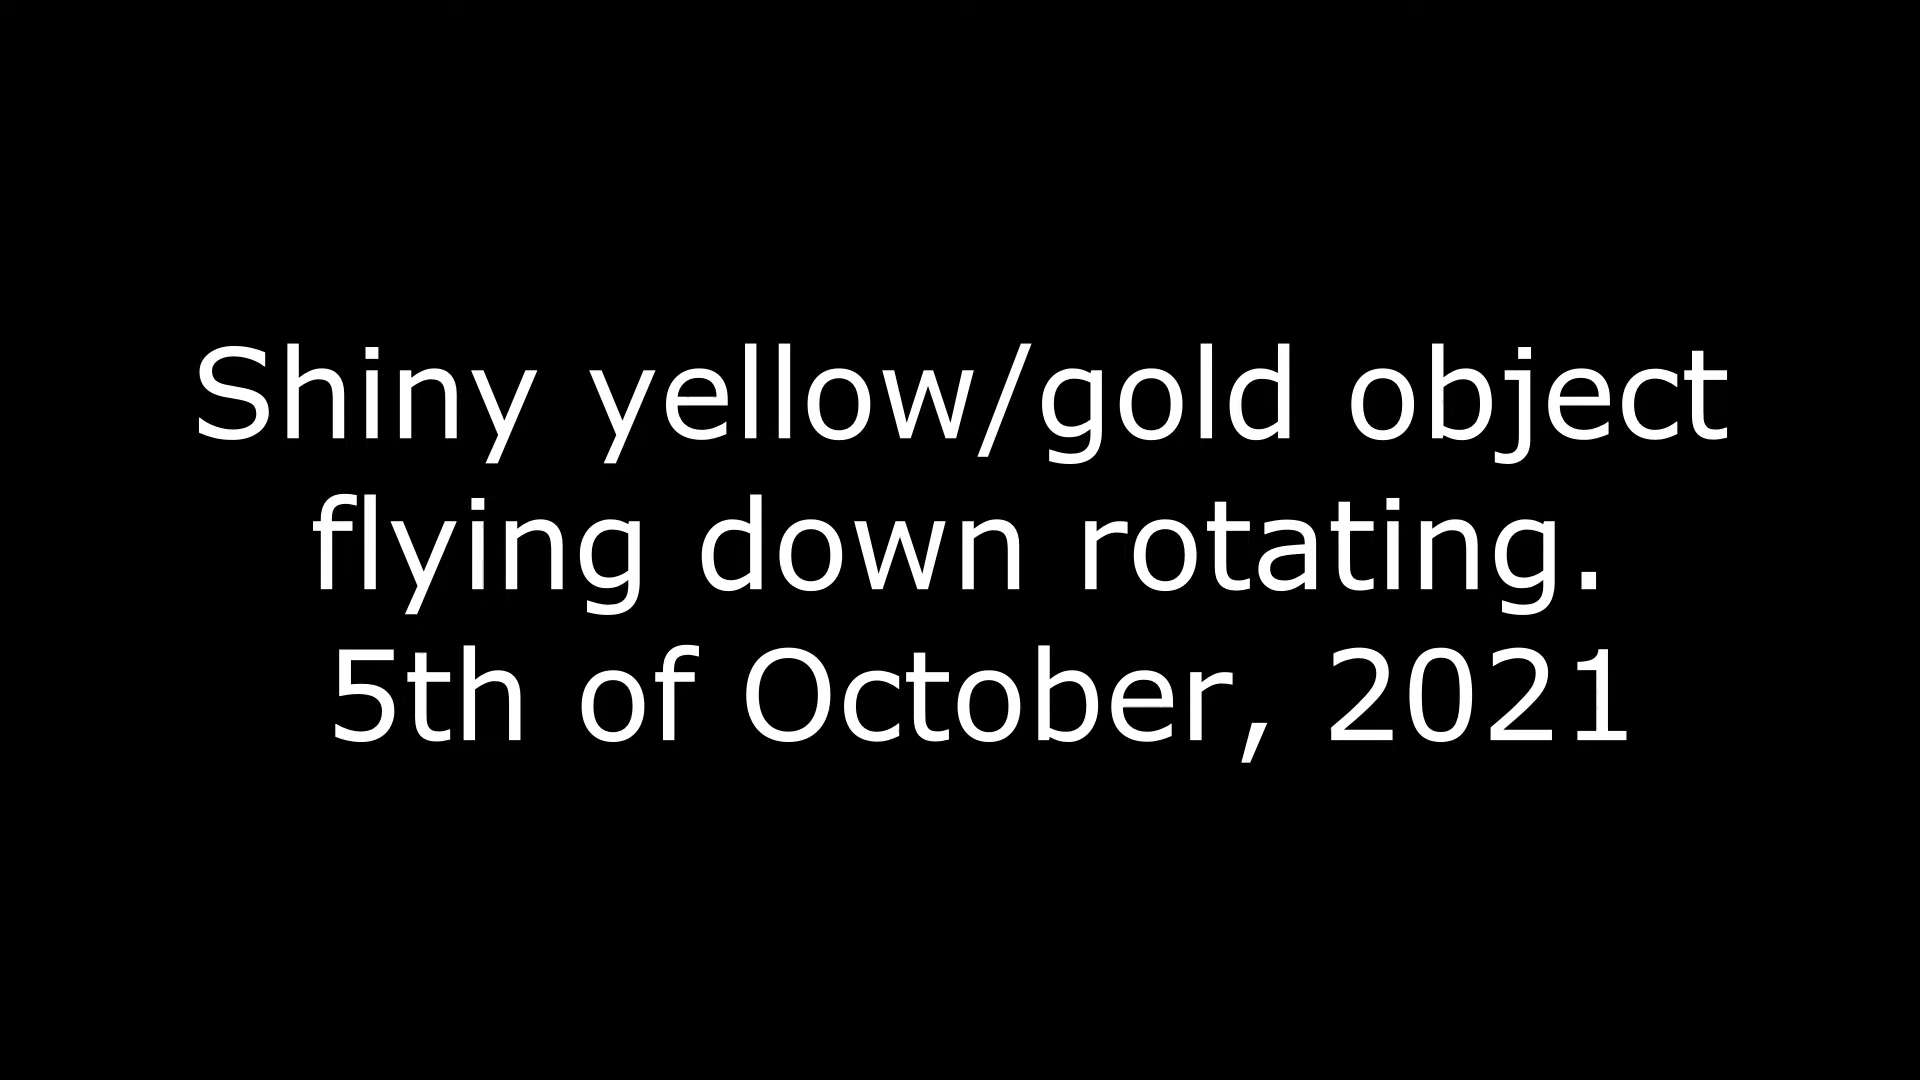 Shiny yellow/gold object
flying down rotating.
5th of October, 2021